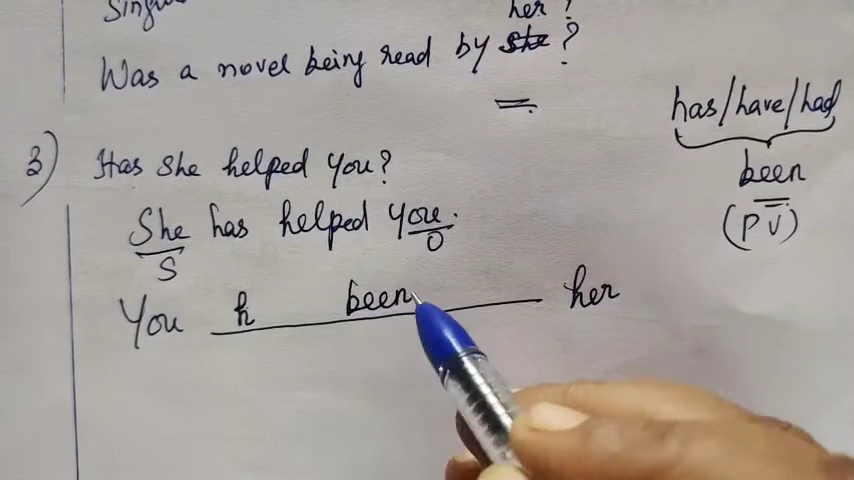 her ?
Was a novel being read by she ?
has/have/had
been
(PV)
3) Has she helped you?
She has helped you.
S O
You h been her